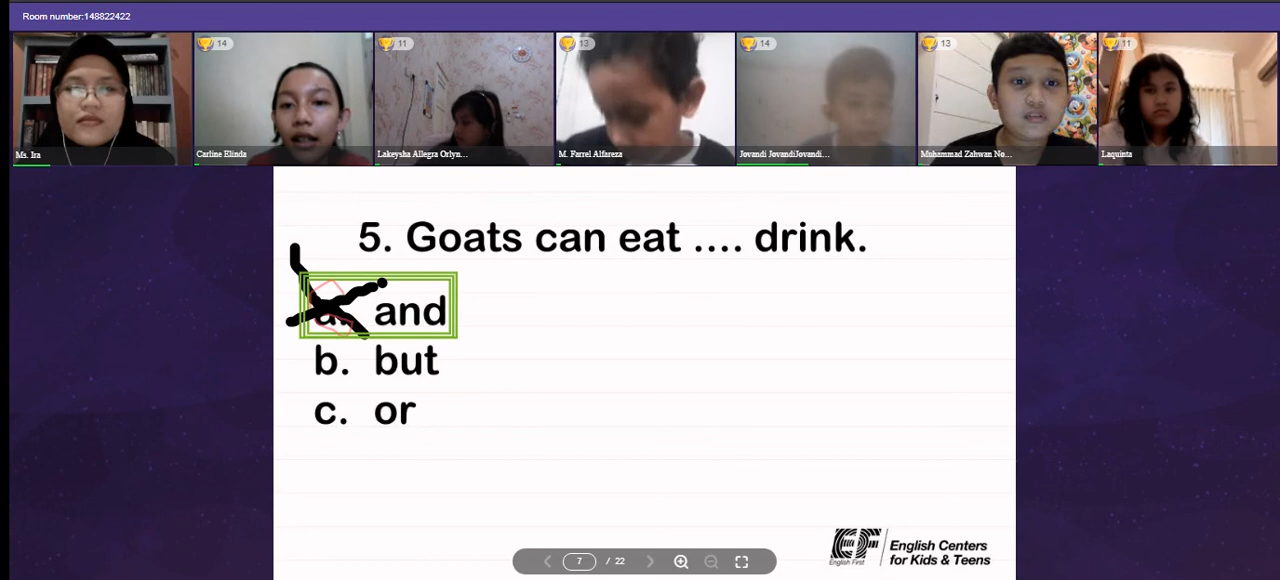 Room number:148822422
14
11
13
14
13
11
Ms. Ira
Carline Elinda
Lakeysha Allegra Orlyn...
M. Farrel Alfareza
Jovandi JovandiJovandi...
Muhammad Zahwan No...
Laquinta
5. Goats can eat .... drink.
a. and
b. but
c. or
7 / 22
EF
English First
English Centers
for Kids & Teens